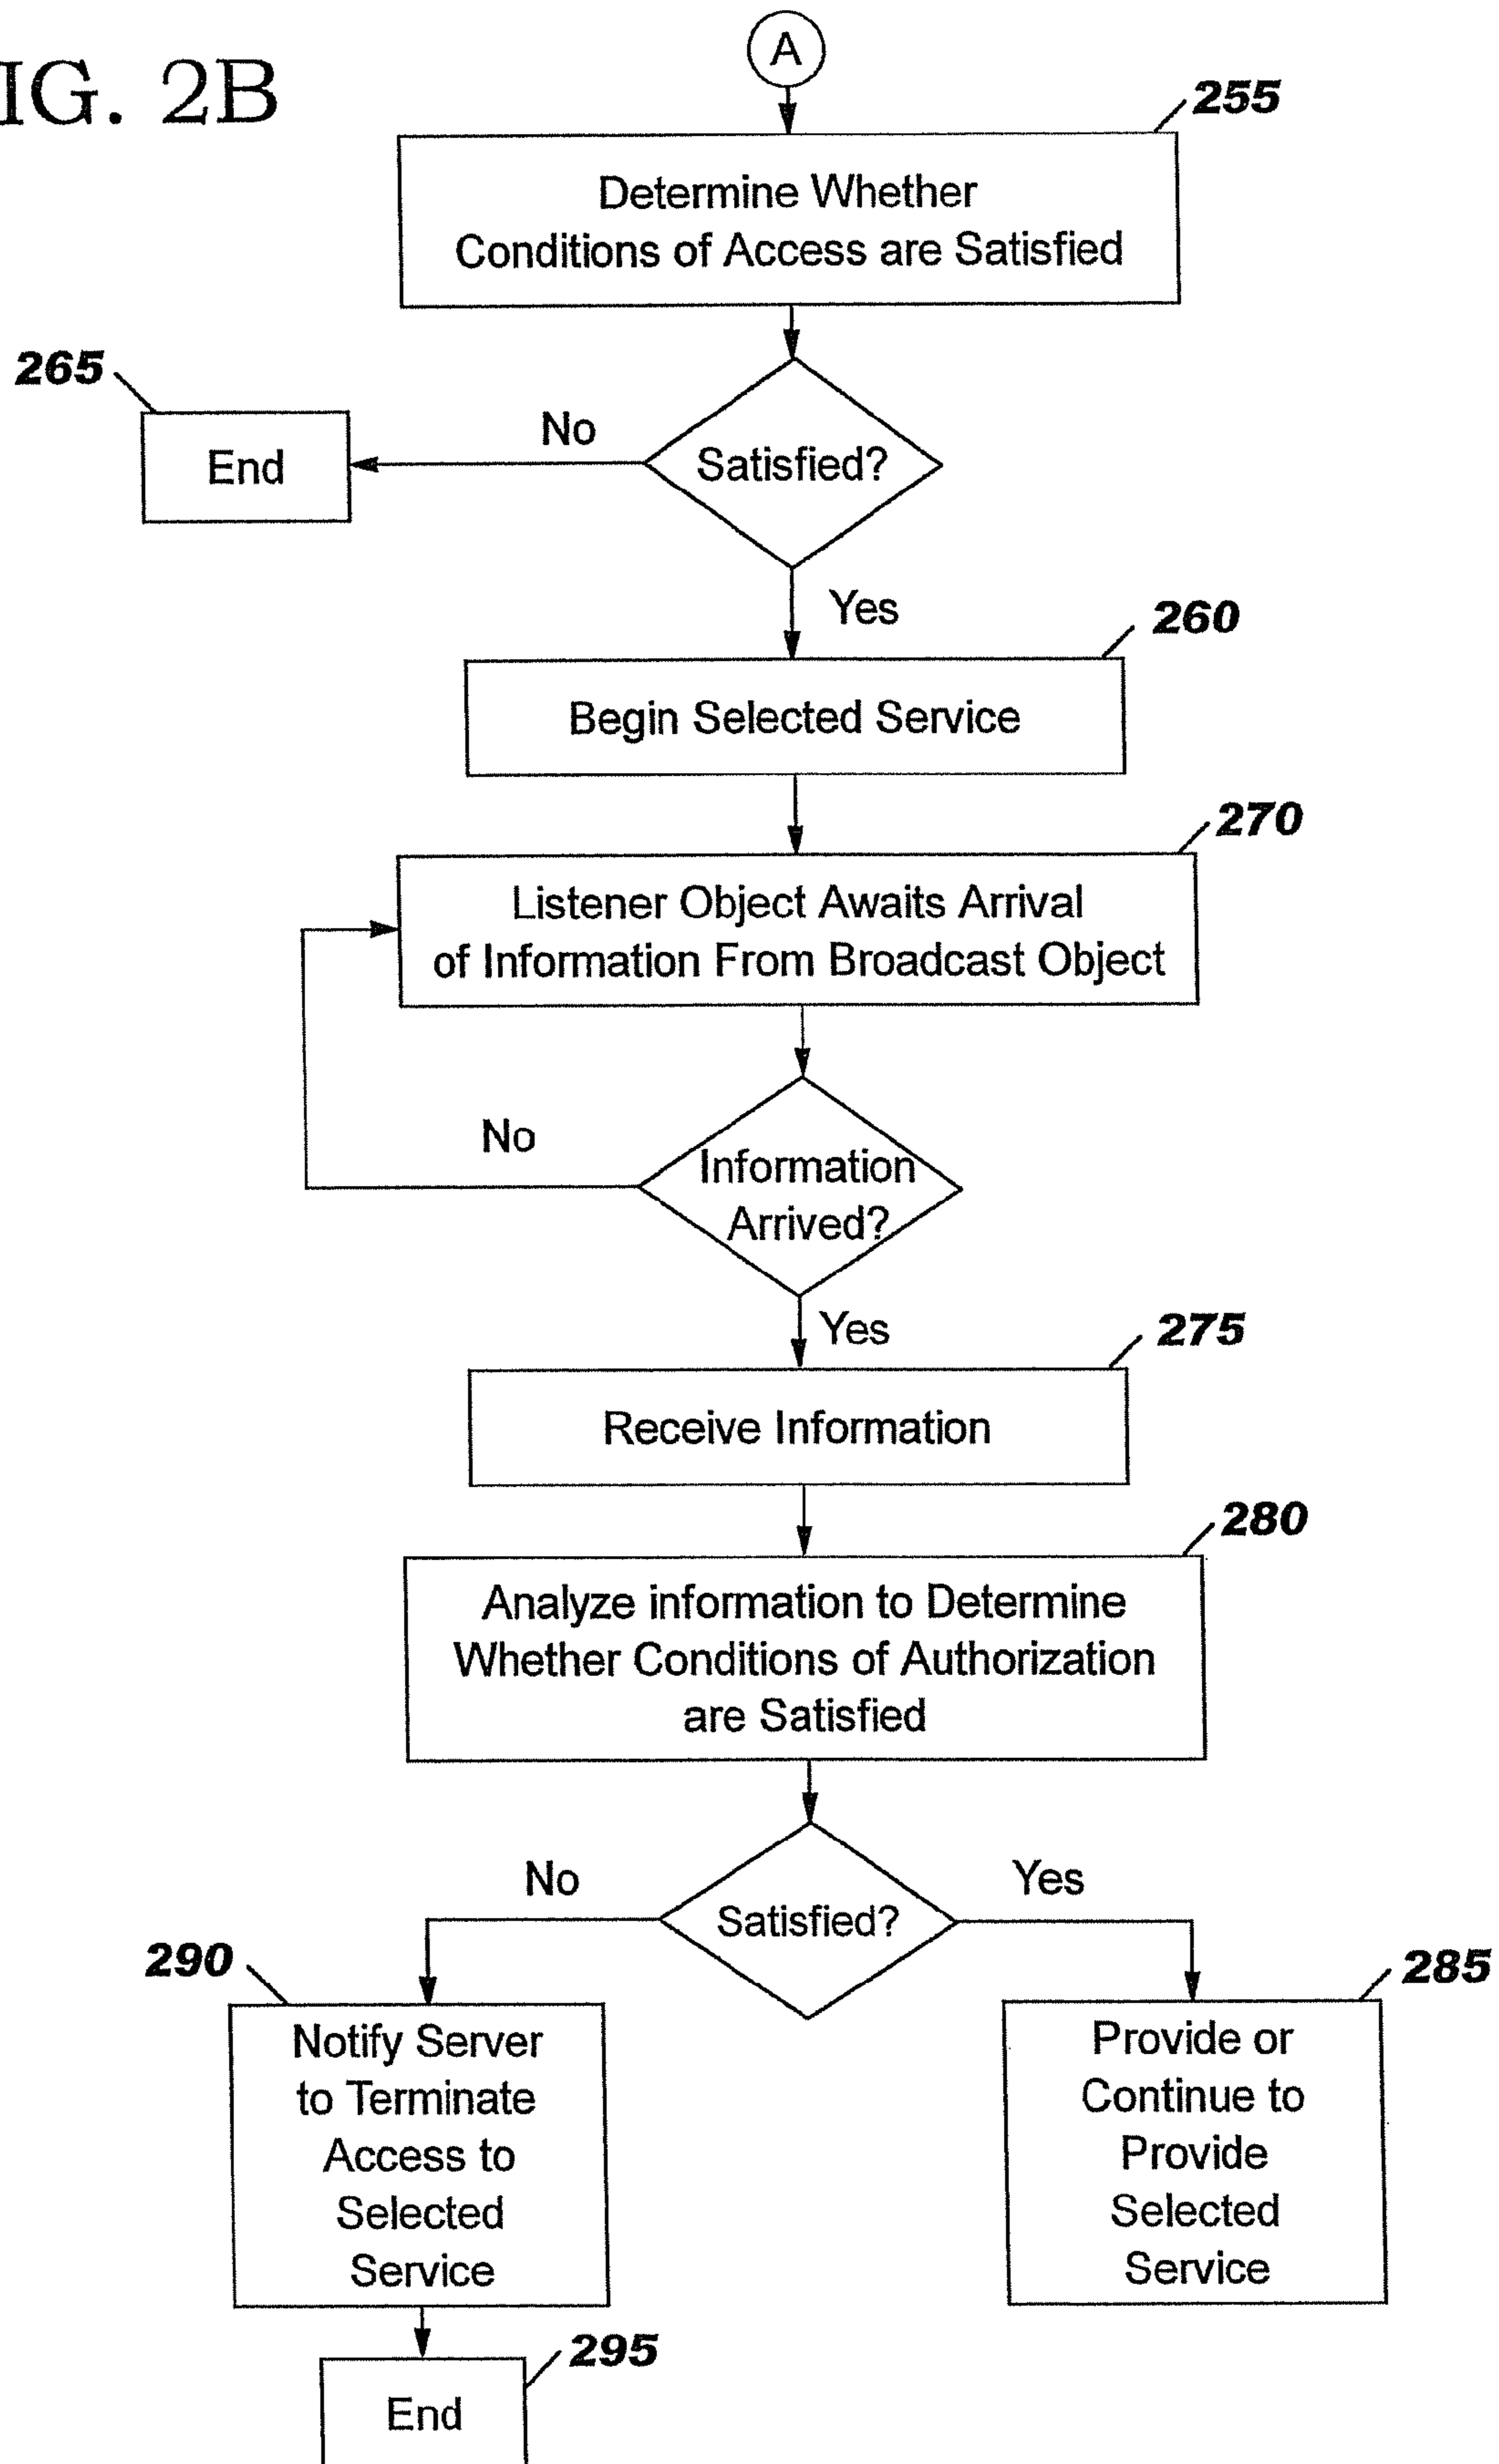 IG. 2B
A
255
Determine Whether
Conditions of Access are Satisfied
265
End
No
Satisfied?
Yes
260
Begin Selected Service
270
Listener Object Awaits Arrival
of Information From Broadcast Object
No
Information
Arrived?
Yes
275
Receive Information
280
Analyze information to Determine
Whether Conditions of Authorization
are Satisfied
No
Satisfied?
Yes
290
Notify Server
to Terminate
Access to
Selected
Service
285
Provide or
Continue to
Provide
Selected
Service
295
End